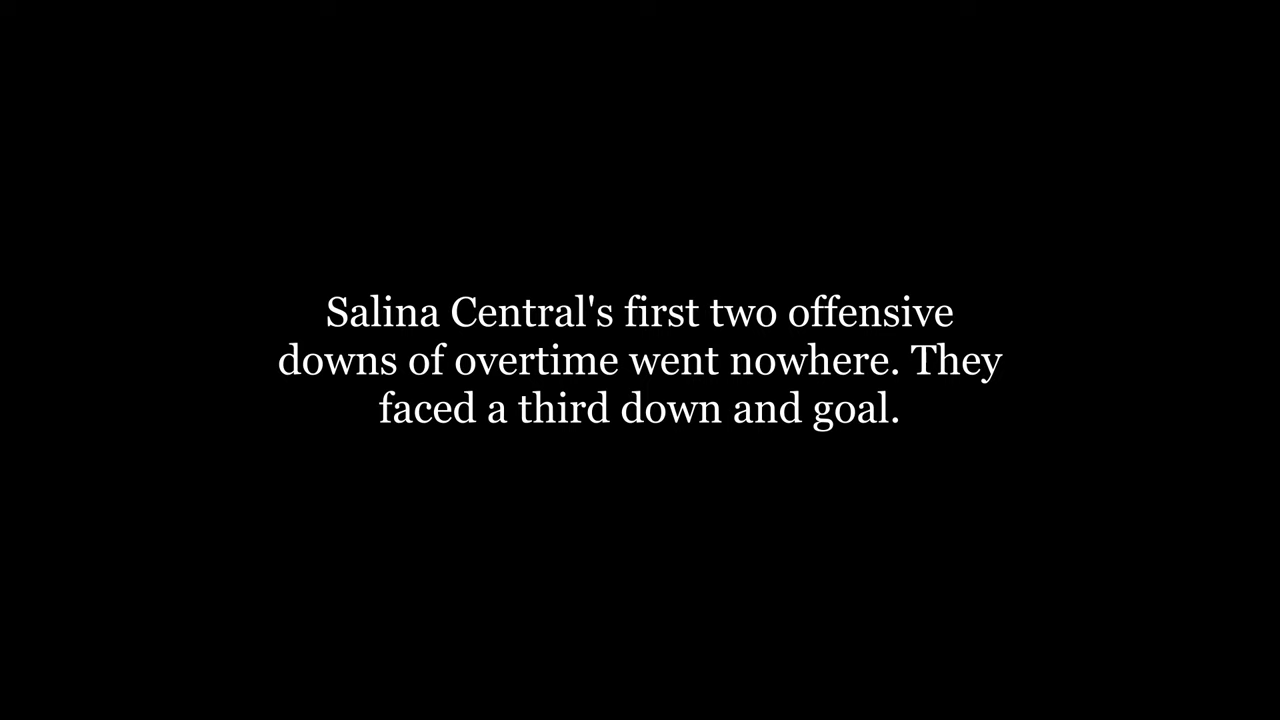 Salina Central's first two offensive
downs of overtime went nowhere. They
faced a third down and goal.